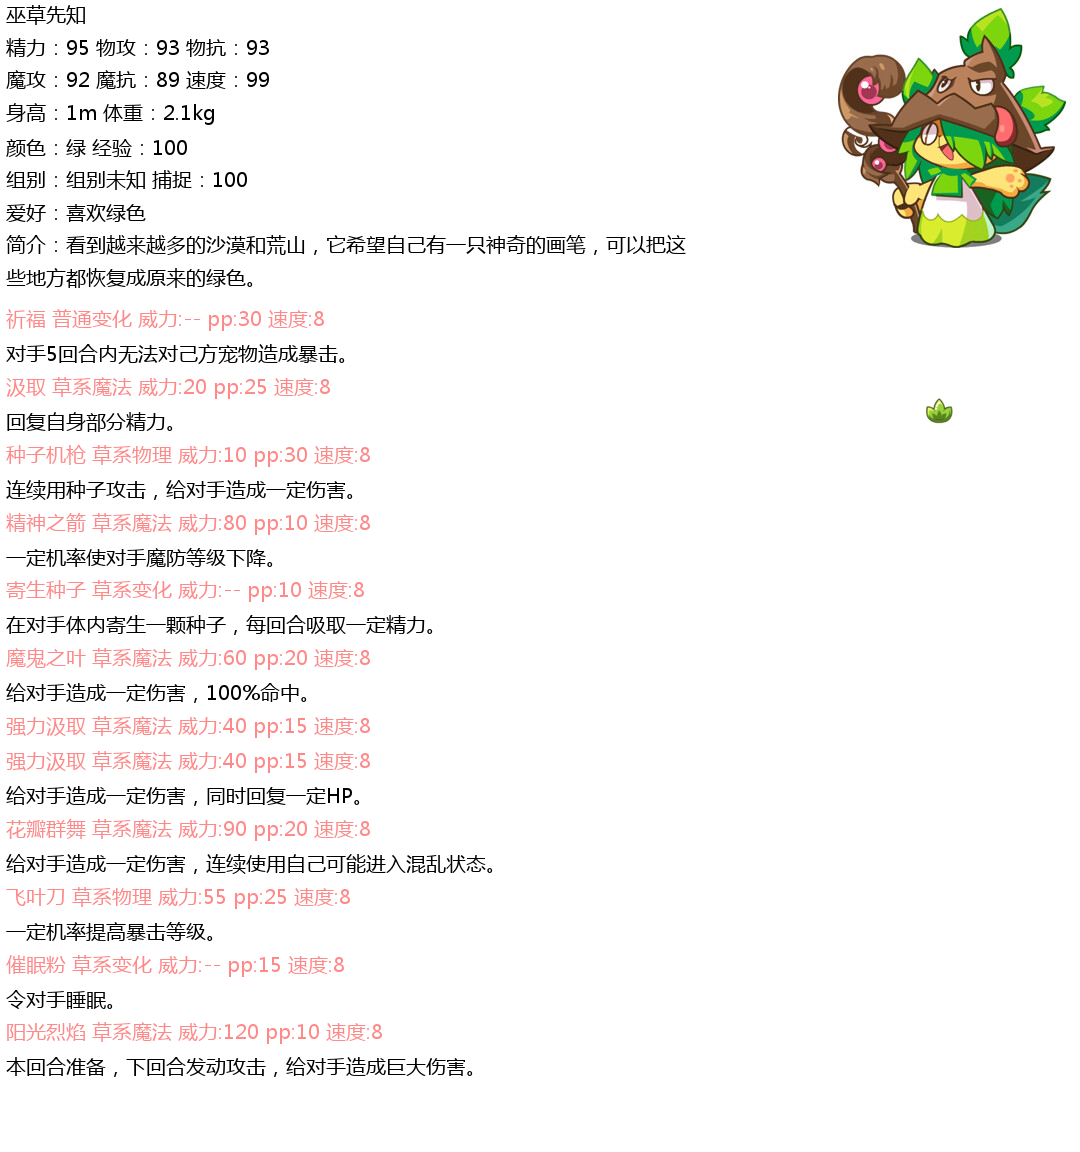 巫草先知
精力：95 物攻：93 物抗：93
魔攻：92 魔抗：89 速度：99
身高：1m 体重：2.1kg
颜色：绿 经验：100
组别：组别未知 捕捉：100
爱好：喜欢绿色
简介：看到越来越多的沙漠和荒山，它希望自己有一只神奇的画笔，可以把这
些地方都恢复成原来的绿色。
祈福 普通变化 威力:-- pp:30 速度:8
对手5回合内无法对己方宠物造成暴击。
汲取 草系魔法 威力:20 pp:25 速度:8
回复自身部分精力。
种子机枪 草系物理 威力:10 pp:30 速度:8
连续用种子攻击，给对手造成一定伤害。
精神之箭 草系魔法 威力:80 pp:10 速度:8
一定机率使对手魔防等级下降。
寄生种子 草系变化 威力:-- pp:10 速度:8
在对手体内寄生一颗种子，每回合吸取一定精力。
魔鬼之叶 草系魔法 威力:60 pp:20 速度:8
给对手造成一定伤害，100%命中。
强力汲取 草系魔法 威力:40 pp:15 速度:8
强力汲取 草系魔法 威力:40 pp:15 速度:8
给对手造成一定伤害，同时回复一定HP。
花瓣群舞 草系魔法 威力:90 pp:20 速度:8
给对手造成一定伤害，连续使用自己可能进入混乱状态。
飞叶刀 草系物理 威力:55 pp:25 速度:8
一定机率提高暴击等级。
催眠粉 草系变化 威力:-- pp:15 速度:8
令对手睡眠。
阳光烈焰 草系魔法 威力:120 pp:10 速度:8
本回合准备，下回合发动攻击，给对手造成巨大伤害。